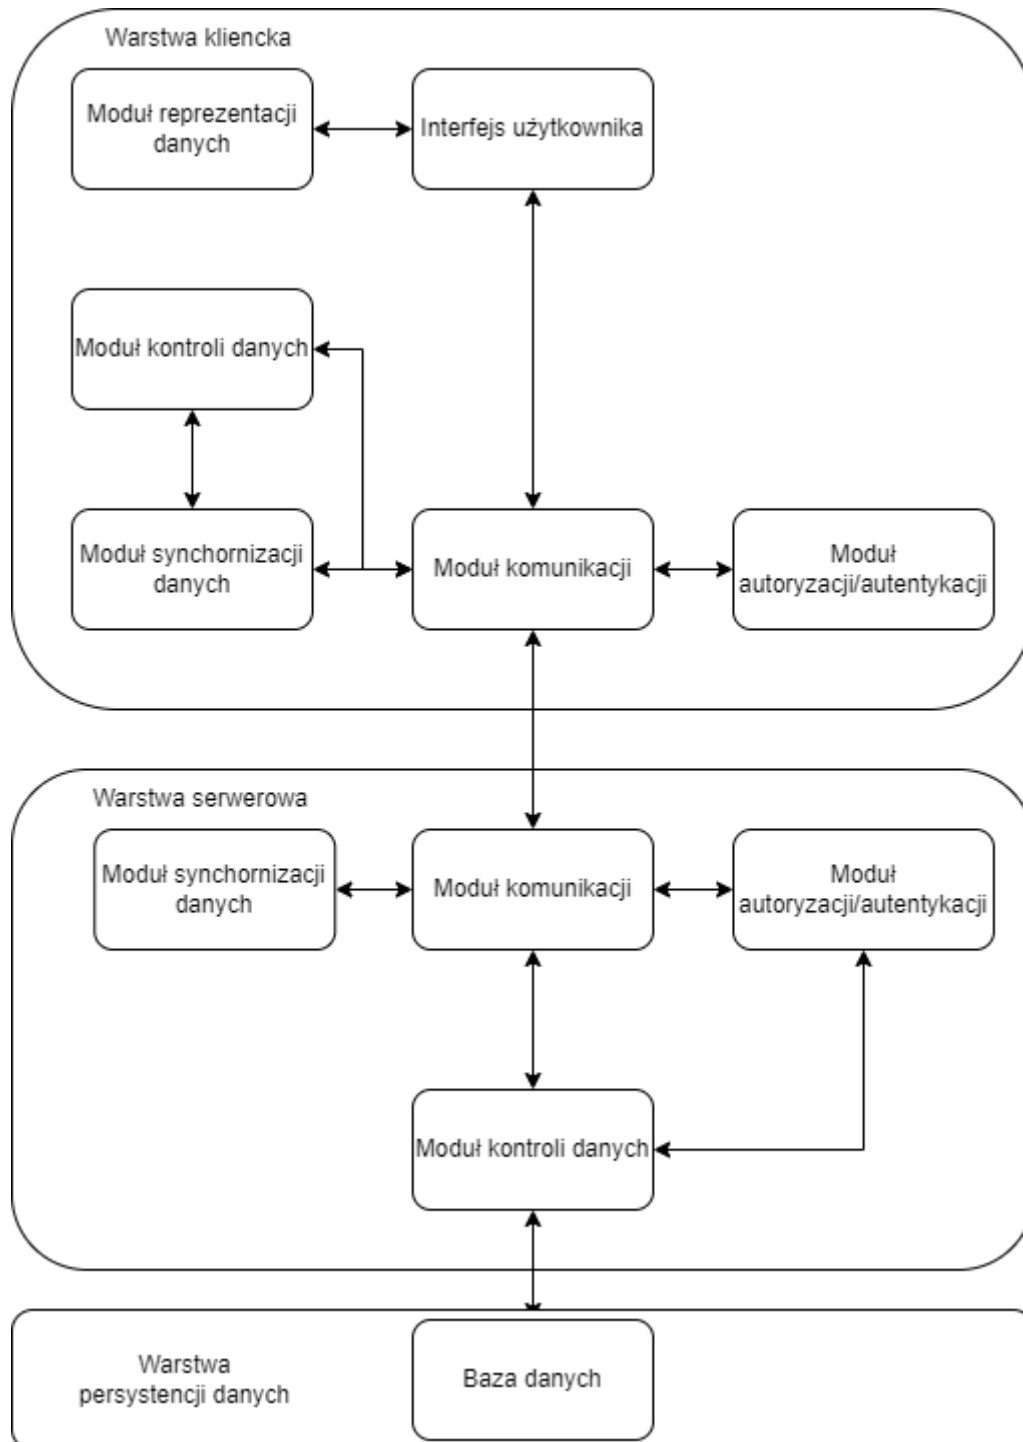 Warstwa kliencka
Moduł reprezentacji
danych
Interfejs użytkownika
Moduł kontroli danych
Moduł synchornizacji
danych
Moduł komunikacji
Moduł
autoryzacji/autentykacji
Warstwa serwerowa
Moduł synchornizacji
danych
Moduł komunikacji
Moduł
autoryzacji/autentykacji
Moduł kontroli danych
Warstwa
persystencji danych
Baza danych